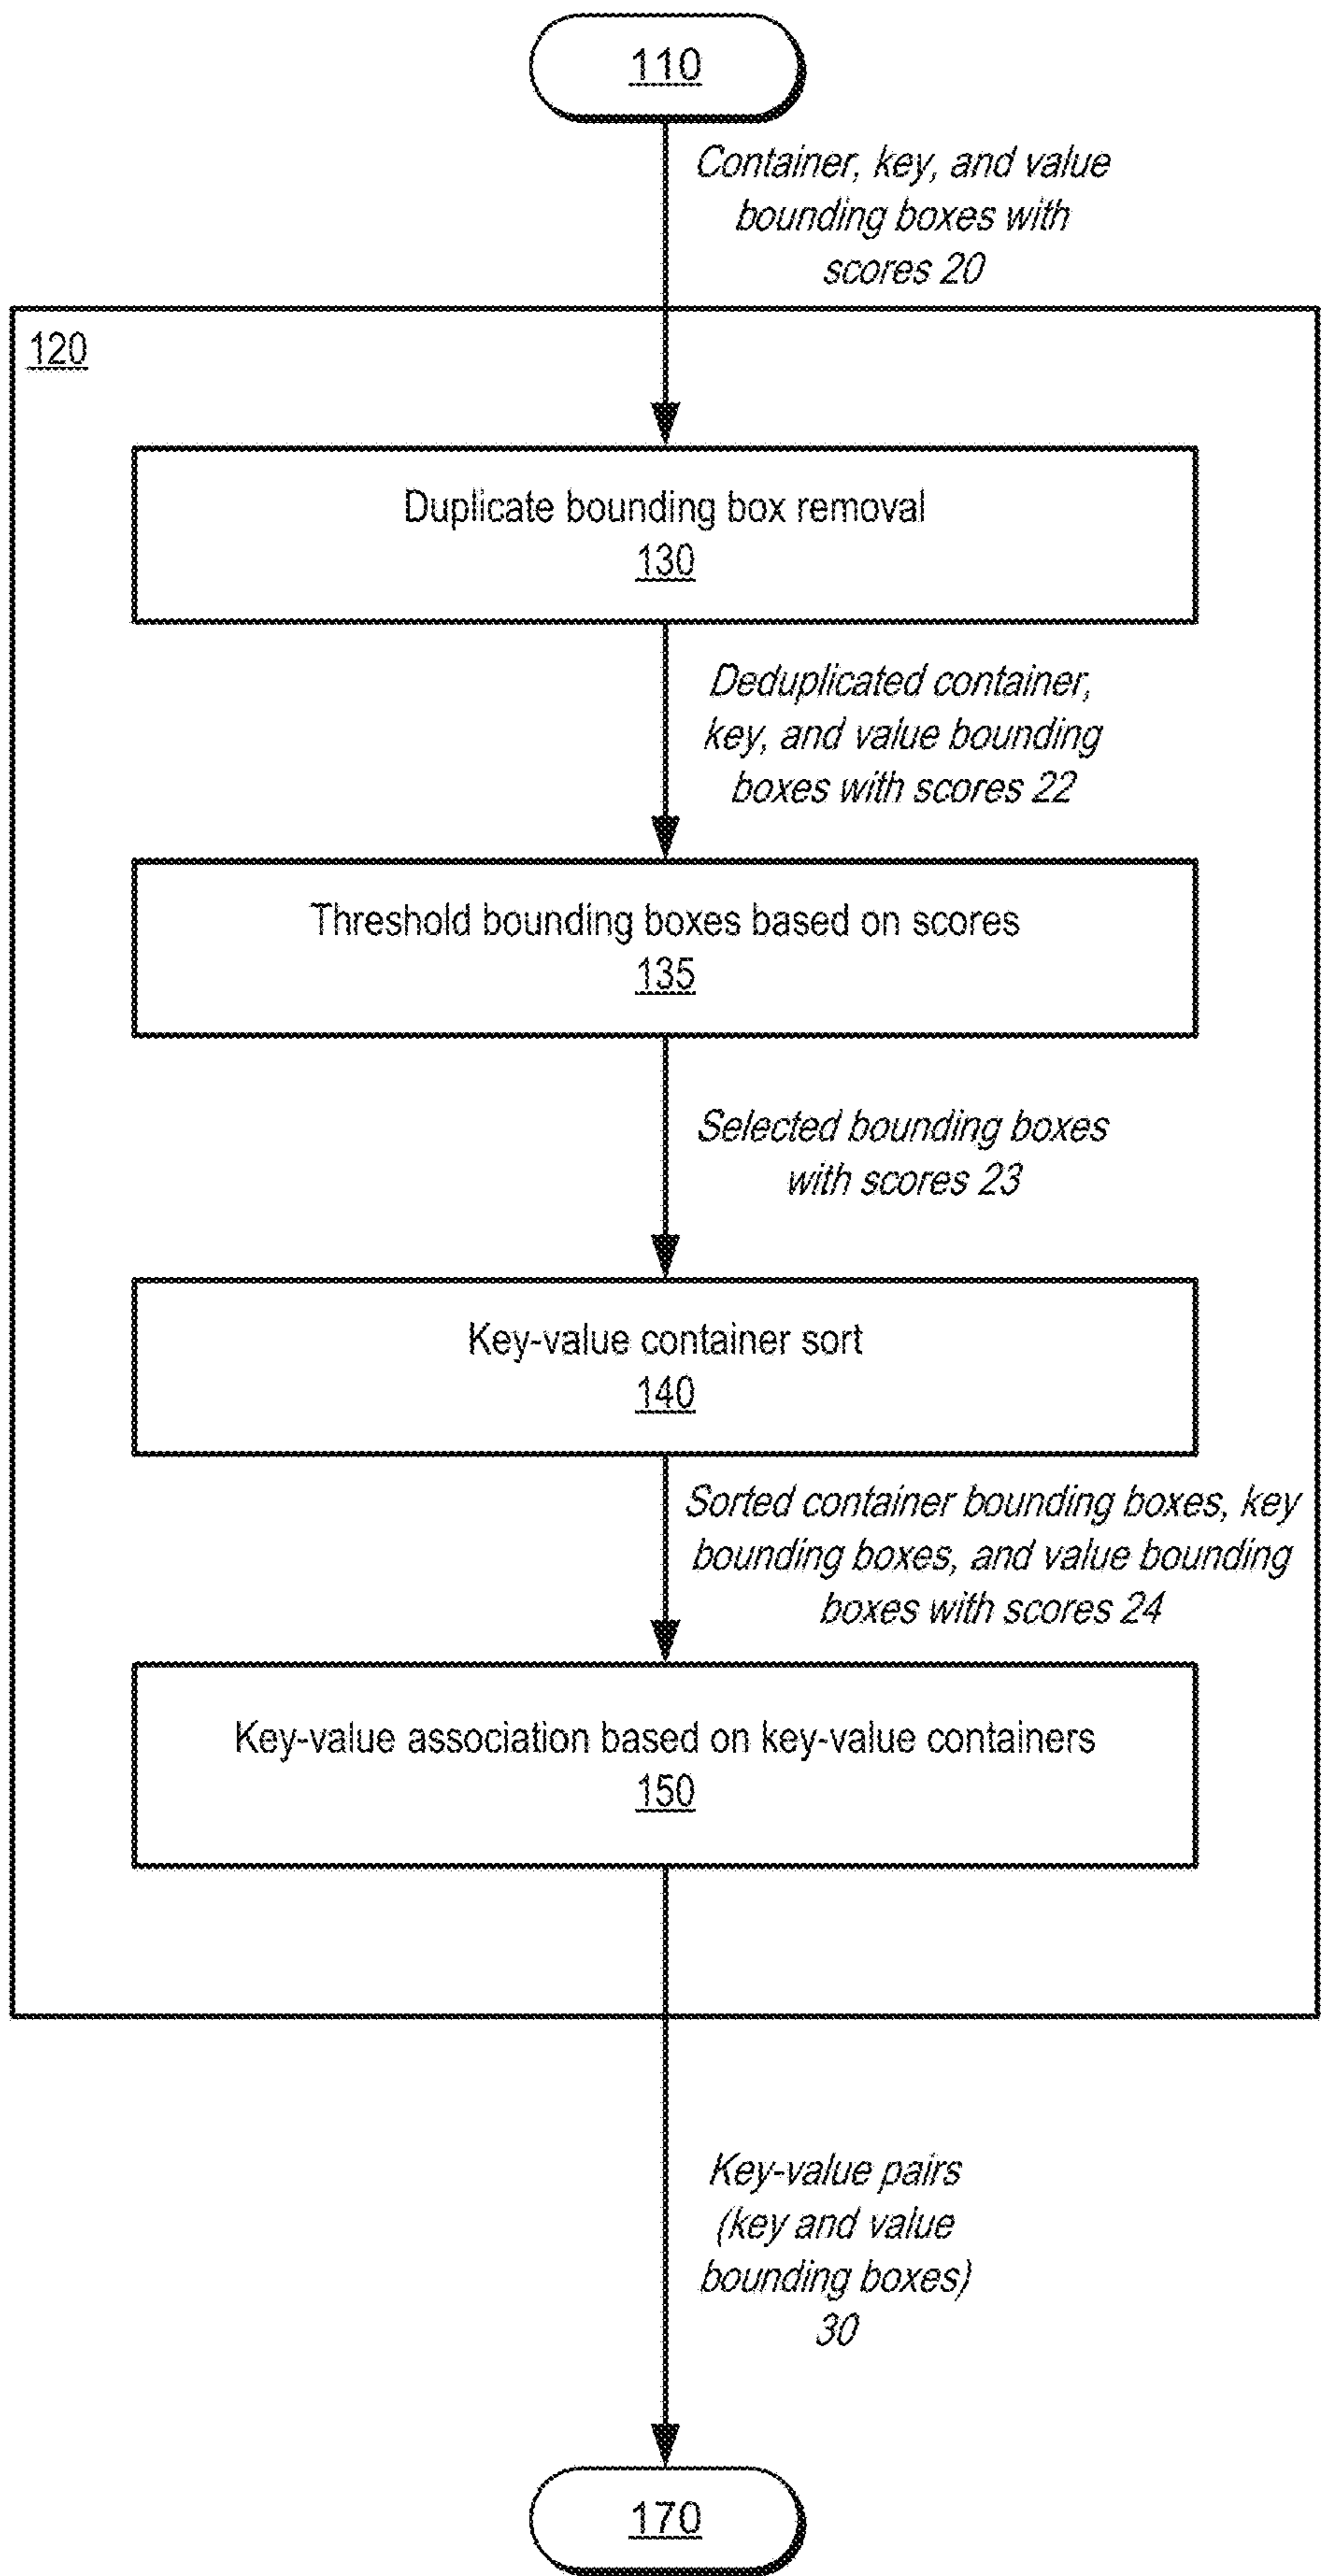 110
Container, key, and value
bounding boxes with
scores 20
120
Duplicate bounding box removal
130
Deduplicated container,
key, and value bounding
boxes with scores 22
Threshold bounding boxes based on scores
135
Selected bounding boxes
with scores 23
Key-value container sort
140
Sorted container bounding boxes, key
bounding boxes, and value bounding
boxes with scores 24
Key-value association based on key-value containers
150
Key-value pairs
(key and value
bounding boxes)
30
170